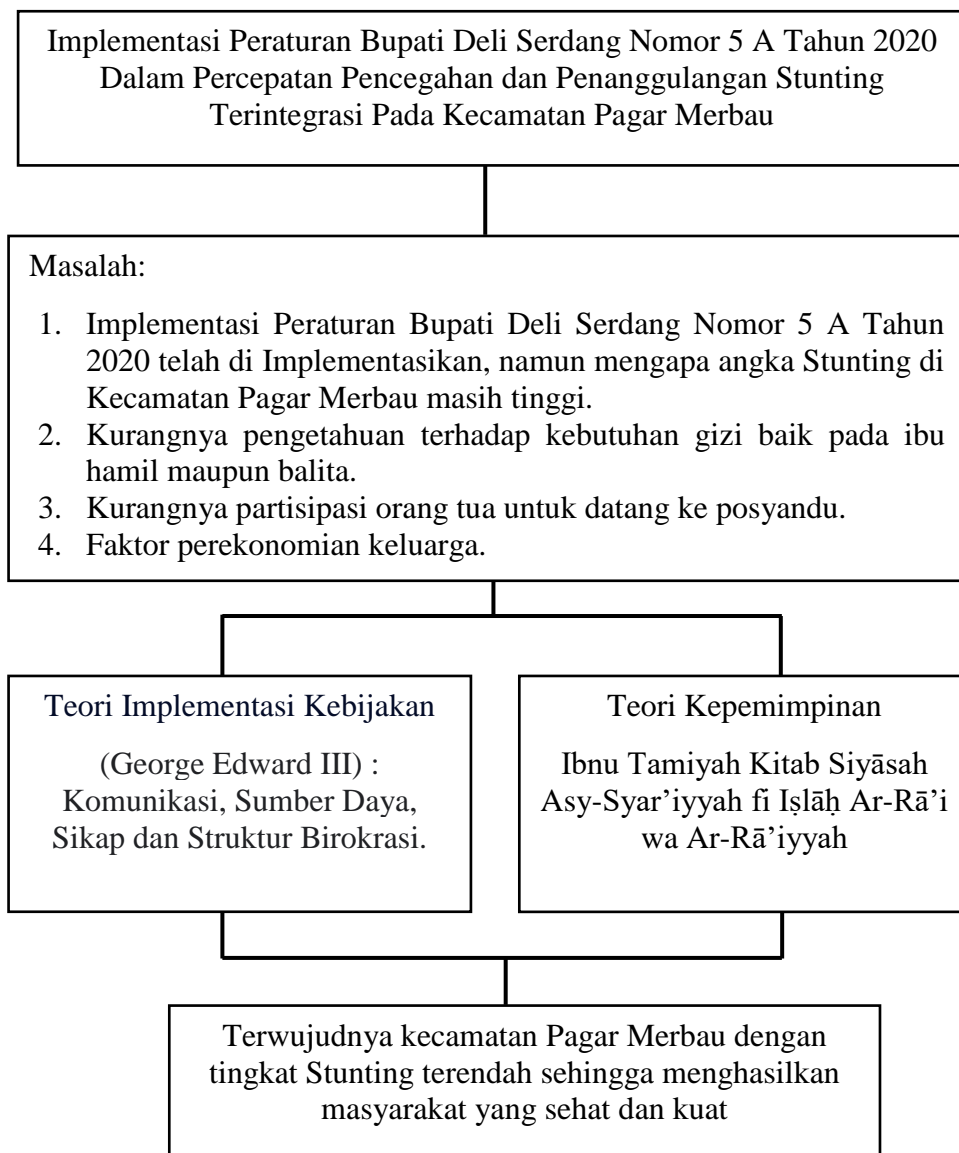 Implementasi Peraturan Bupati Deli Serdang Nomor 5 A Tahun 2020
Dalam Percepatan Pencegahan dan Penanggulangan Stunting
Terintegrasi Pada Kecamatan Pagar Merbau
Masalah:
1. Implementasi Peraturan Bupati Deli Serdang Nomor 5 A Tahun
2020 telah di Implementasikan, namun mengapa angka Stunting di
Kecamatan Pagar Merbau masih tinggi.
2. Kurangnya pengetahuan terhadap kebutuhan gizi baik pada ibu
hamil maupun balita.
3. Kurangnya partisipasi orang tua untuk datang ke posyandu.
4. Faktor perekonomian keluarga.
Teori Implementasi Kebijakan
(George Edward III) :
Komunikasi, Sumber Daya,
Sikap dan Struktur Birokrasi.
Teori Kepemimpinan
Ibnu Tamiyah Kitab Siyāsah
Asy-Syar’iyyah fi Iṣlāḥ Ar-Rā’i
wa Ar-Rā’iyyah
Terwujudnya kecamatan Pagar Merbau dengan
tingkat Stunting terendah sehingga menghasilkan
masyarakat yang sehat dan kuat